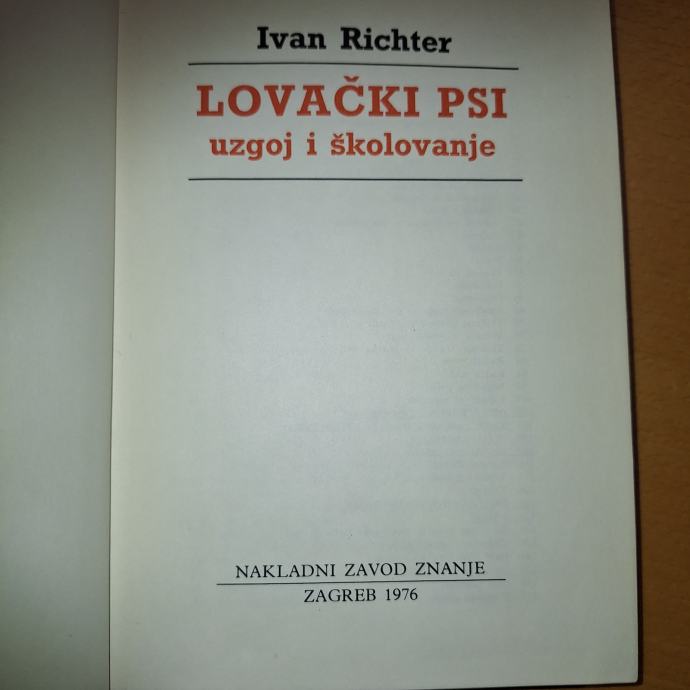 Ivan Richter
LOVAČKI PSI
uzgoj i školovanje
NAKLADNI ZAVOD ZNANJE
ZAGREB 1976